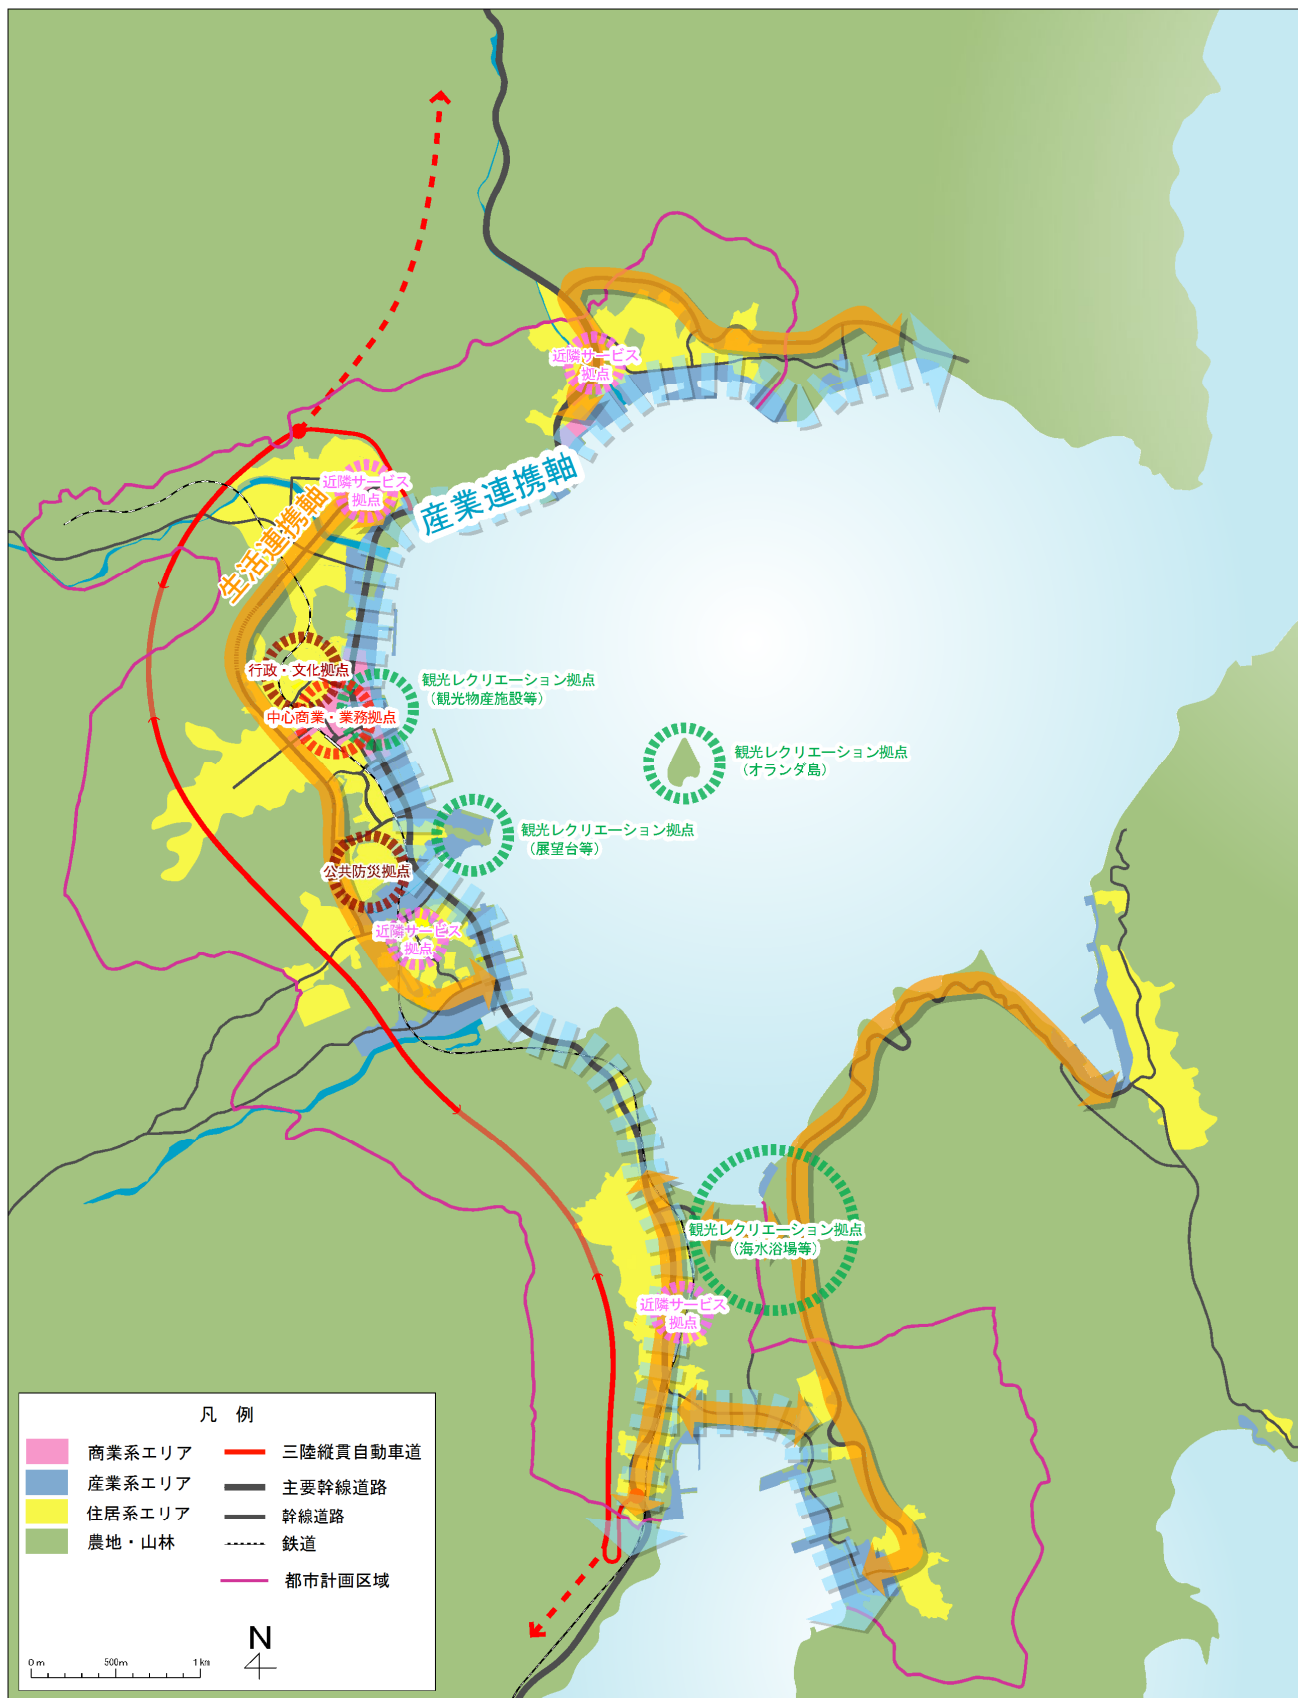 近隣サービス
拠点
産業連携軸
近隣サービス
拠点
生活連携軸
行政・文化拠点
観光レクリエーション拠点
（観光物産施設等）
中心商業・業務拠点
観光レクリエーション拠点
（オランダ島）
観光レクリエーション拠点
（展望台等）
公共防災拠点
近隣サービス
拠点
観光レクリエーション拠点
（海水浴場等）
近隣サービス
拠点
凡 例
商業系エリア
産業系エリア
住居系エリア
農地・山林
三陸縦貫自動車道
主要幹線道路
幹線道路
鉄道
都市計画区域
N
0m 500m 1km